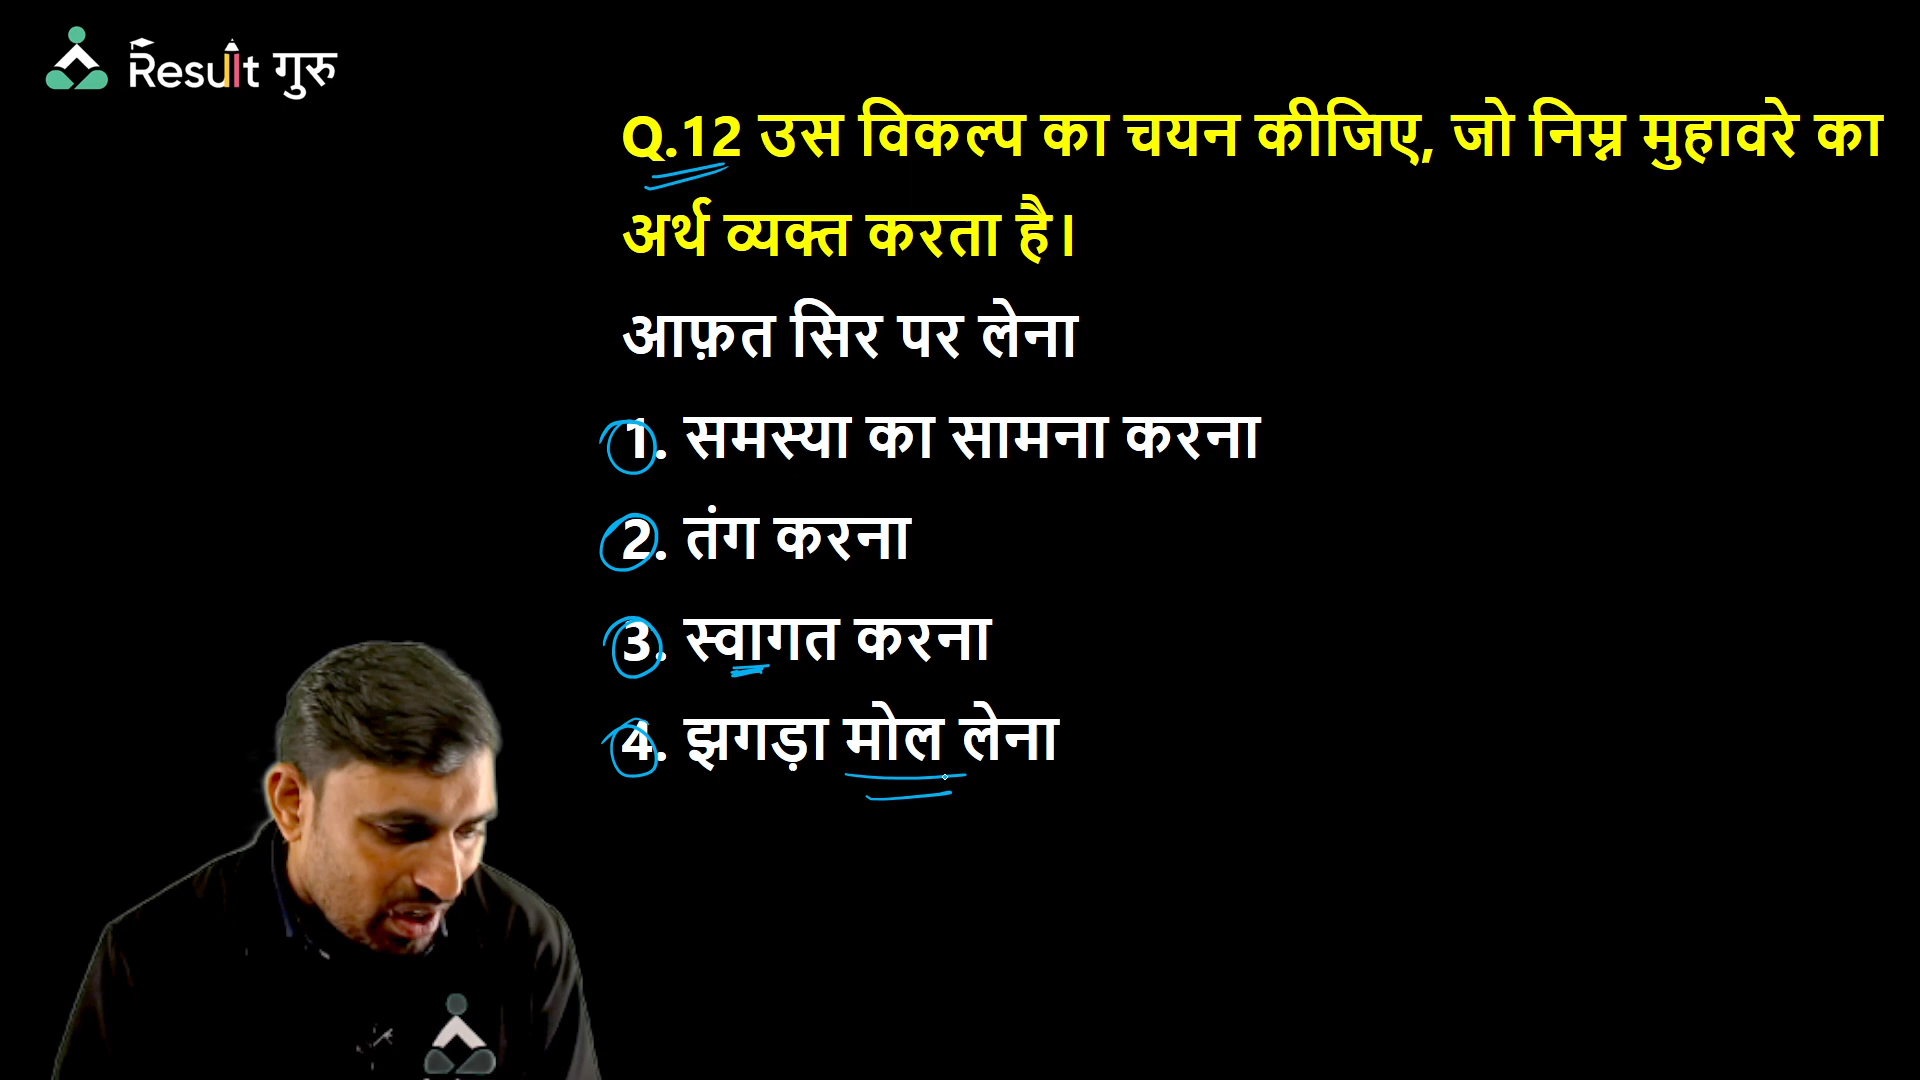 Result गुरु
Q.12 उस विकल्प का चयन कीजिए, जो निम्न मुहावरे का
अर्थ व्यक्त करता है।
आफ़त सिर पर लेना
1. समस्या का सामना करना
2. तंग करना
3. स्वागत करना
4. झगड़ा मोल लेना